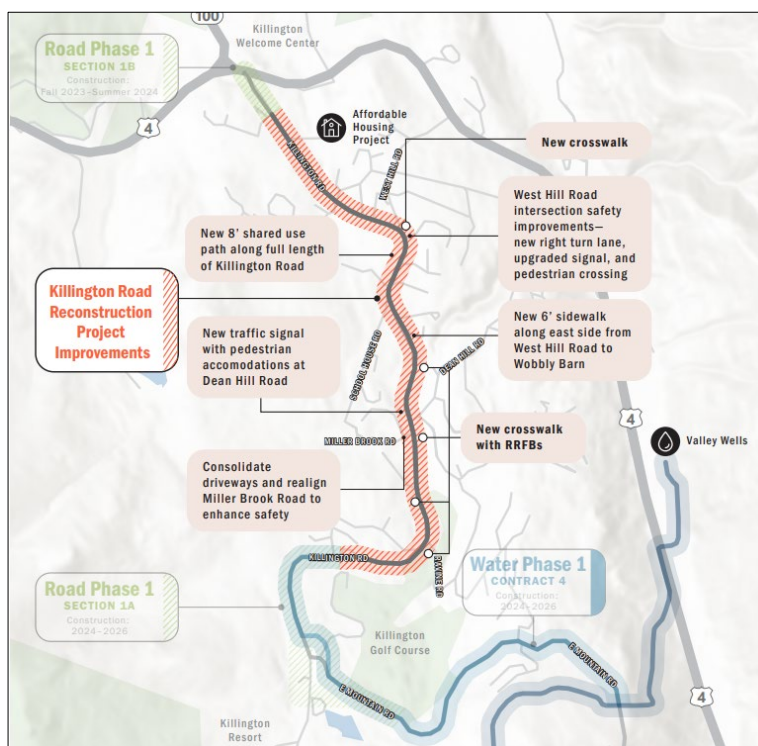 100
Killington
Welcome Center
Road Phase 1
SECTION 1B
Construction:
Fall 2023–Summer 2024
4
Affordable
Housing
Project
KILLINGTON RD
WEST HILL RD
New crosswalk
West Hill Road
intersection safety
improvements—
new right turn lane,
upgraded signal, and
pedestrian crossing
New 8’ shared use
path along full length
of Killington Road
Killington Road
Reconstruction
Project
Improvements
New traffic signal
with pedestrian
accomodations at
Dean Hill Road
SCHOOL HOUSE RD
New 6’ sidewalk
along east side from
West Hill Road to
Wobbly Barn
DEAN HILL RD
4
MILLER BROOK RD
New crosswalk
with RRFBs
Valley Wells
Consolidate
driveways and realign
Miller Brook Road to
enhance safety
KILLINGTON RD
RAVINE RD
Road Phase 1
SECTION 1A
Construction:
2024–2026
Water Phase 1
CONTRACT 4
Construction:
2024–2026
Killington
Golf Course
E MOUNTAIN RD
E MOUNTAIN RD
4
Killington
Resort